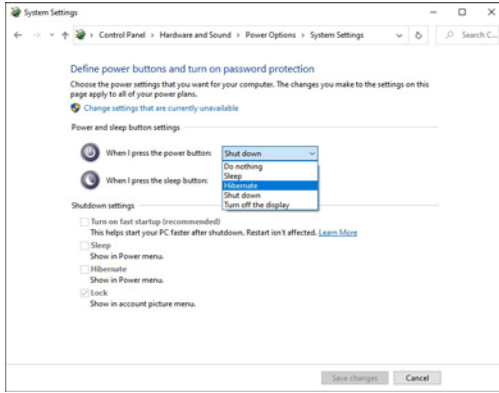 System Settings
Control Panel > Hardware and Sound > Power Options > System Settings
Search C...
Define power buttons and turn on password protection
Choose the power settings that you want for your computer. The changes you make to the settings on this
page apply to all of your power plans.
Change settings that are currently unavailable
Power and sleep button settings
When I press the power button: Shut down
Do nothing
Sleep
Hibernate
When I press the sleep button:
Shut down
Turn off the display
Shutdown settings
Turn on fast startup (recommended)
This helps start your PC faster after shutdown. Restart isn't affected. Learn More
Sleep
Show in Power menu.
Hibernate
Show in Power menu.
Lock
Show in account picture menu.
Save changes Cancel